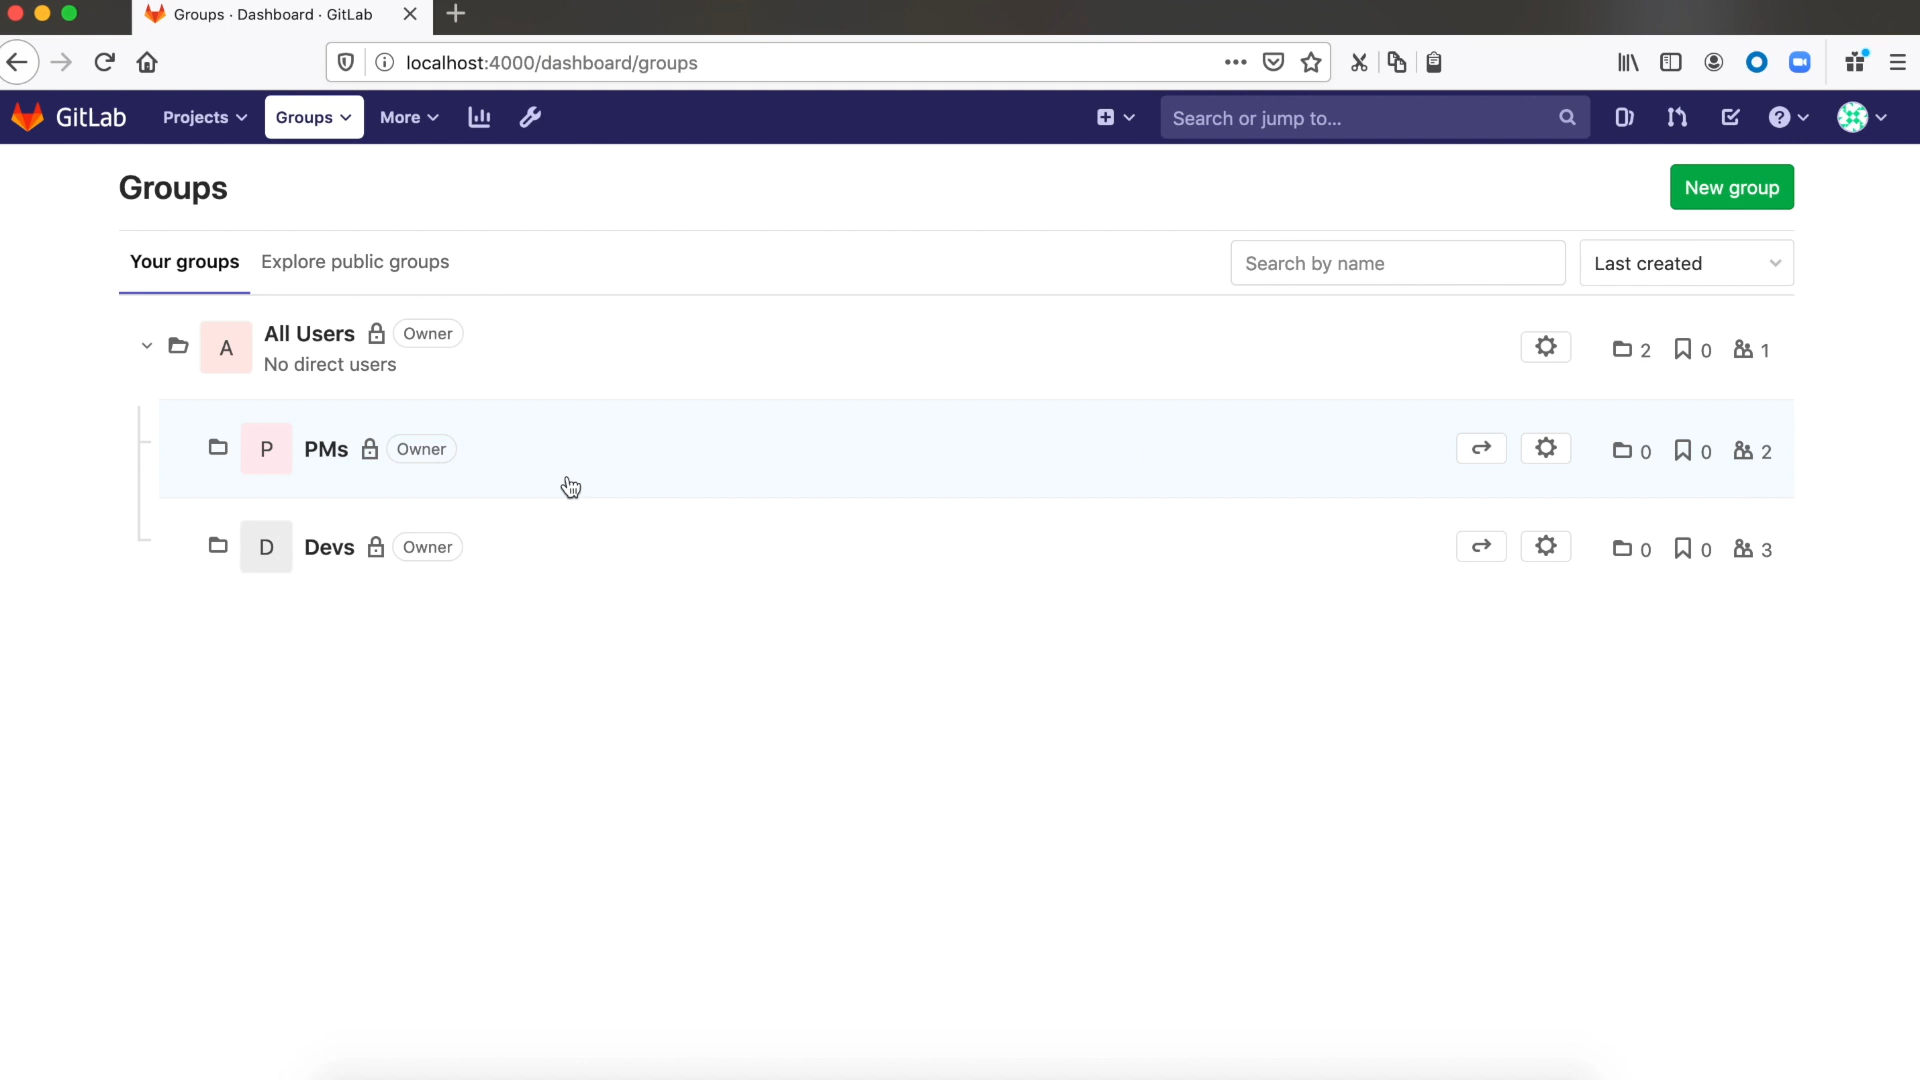 Groups · Dashboard · GitLab
localhost:4000/dashboard/groups
GitLab Projects Groups More Search or jump to...
Groups
New group
Your groups Explore public groups Search by name Last created
A All Users Owner 2 0 1
No direct users
P PMs Owner 0 0 2
D Devs Owner 0 0 3